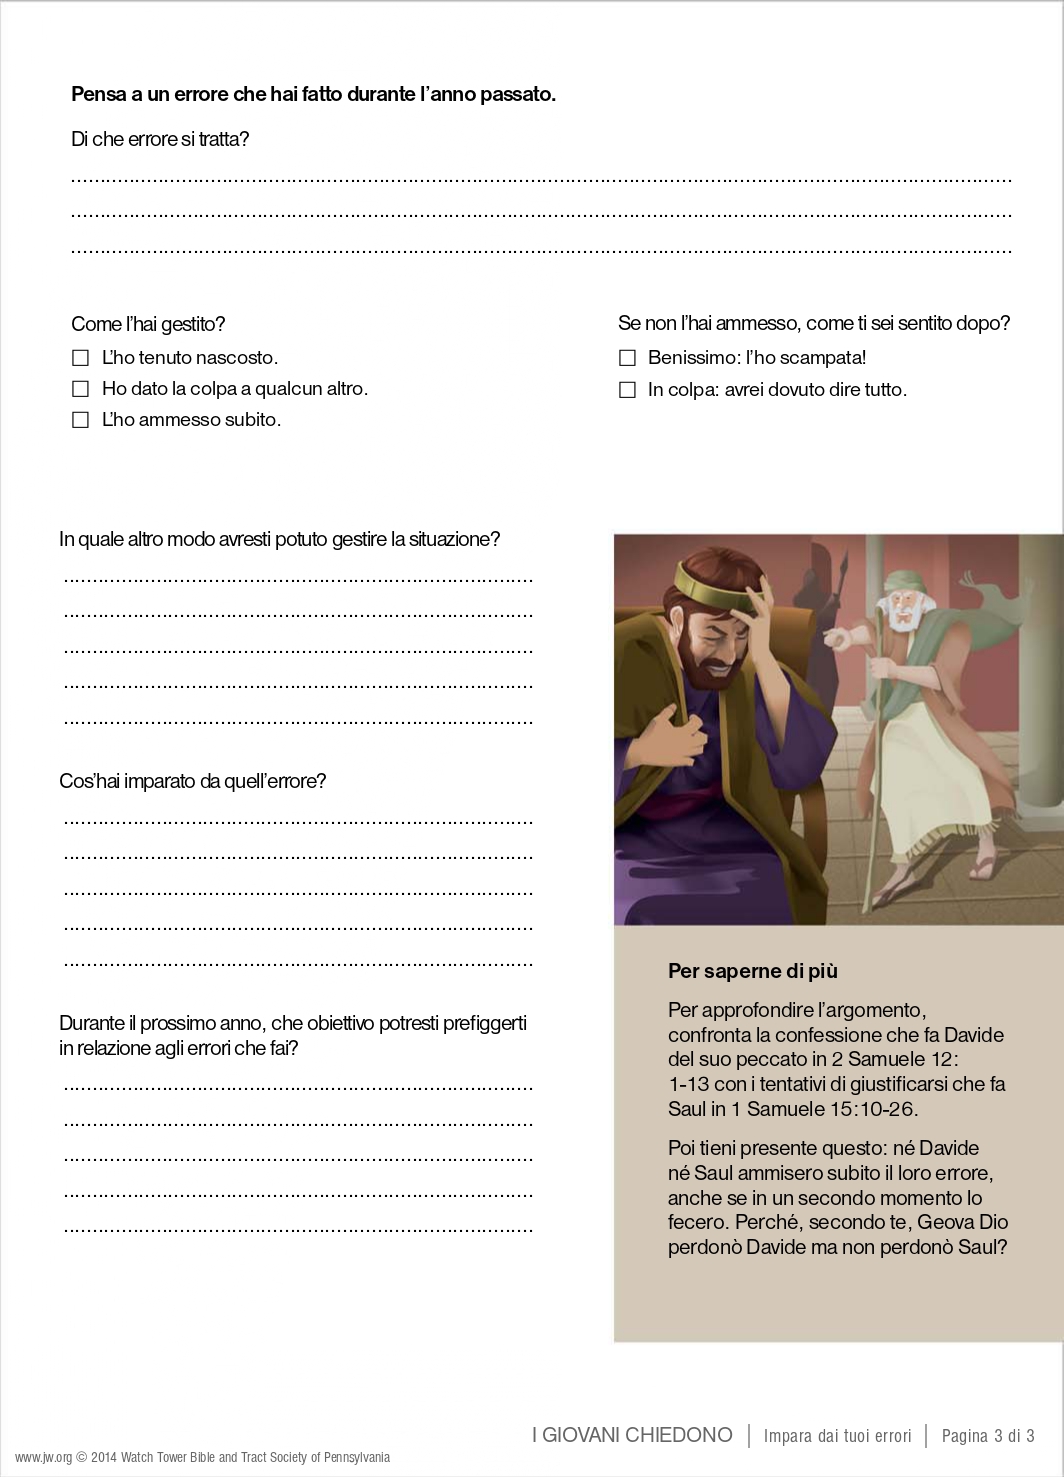 Pensa a un errore che hai fatto durante l'anno passato.
Di che errore si tratta?
Come l'hai gestito?
L'ho tenuto nascosto.
Ho dato la colpa a qualcun altro.
L'ho ammesso subito.
Se non l'hai ammesso, come ti sei sentito dopo?
Benissimo: l'ho scampata!
In colpa: avrei dovuto dire tutto.
In quale altro modo avresti potuto gestire la situazione?
Cos'hai imparato da quell'errore?
Durante il prossimo anno, che obiettivo potresti prefiggerti
in relazione agli errori che fai?
Per saperne di più
Per approfondire l'argomento,
confronta la confessione che fa Davide
del suo peccato in 2 Samuele 12:
1-13 con i tentativi di giustificarsi che fa
Saul in 1 Samuele 15:10-26.
Poi tieni presente questo: né Davide
né Saul ammisero subito il loro errore,
anche se in un secondo momento lo
fecero. Perché, secondo te, Geova Dio
perdonò Davide ma non perdonò Saul?
I GIOVANI CHIEDONO | Impara dai tuoi errori | Pagina 3 di 3
www.jw.org © 2014 Watch Tower Bible and Tract Society of Pennsylvania